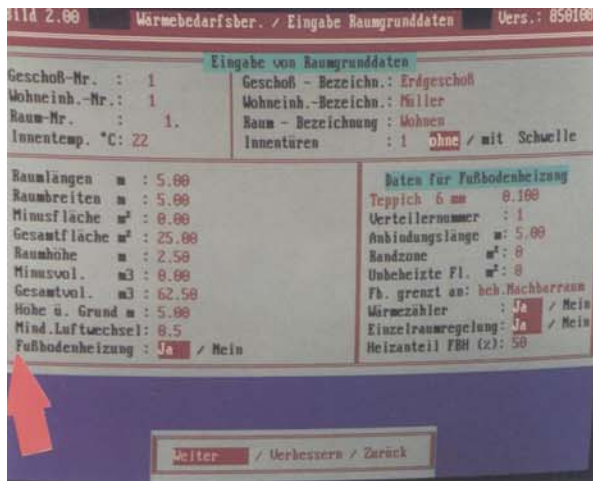 Bild 2.00 Wärmebedarfsber. / Eingabe Raumgrunddaten Vers.: 050100
Eingabe von Raumgrunddaten
Geschoß-Nr. : 1
Wohneinh.-Nr.: 1
Raum-Nr. : 1.
Innentemp. °C: 22
Geschoß - Bezeichn.: Erdgeschoß
Wohneinh.-Bezeichn.: Müller
Raum - Bezeichnung : Wohnen
Innentüren : 1 ohne / mit Schwelle
Raumlängen m : 5.00
Raumbreiten m : 5.00
Minusfläche m² : 0.00
Gesamtfläche m² : 25.00
Raumhöhe m : 2.50
Minusvol. m3 : 0.00
Gesamtvol. m3 : 62.50
Höhe ü. Grund m : 5.00
Mind.Luftwechsel: 0.5
Fußbodenheizung : Ja / Nein
Daten für Fußbodenheizung
Teppich 6 mm 0.100
Verteilernummer : 1
Anbindungslänge m: 5.00
Randzone m²: 0
Unbeheizte Fl. m²: 0
Fb. grenzt an: beh.Nachbarraum
Wärmezähler : Ja / Nein
Einzelraumregelung: Ja / Nein
Heizanteil FBH (%): 50
Weiter / Verbessern / Zurück